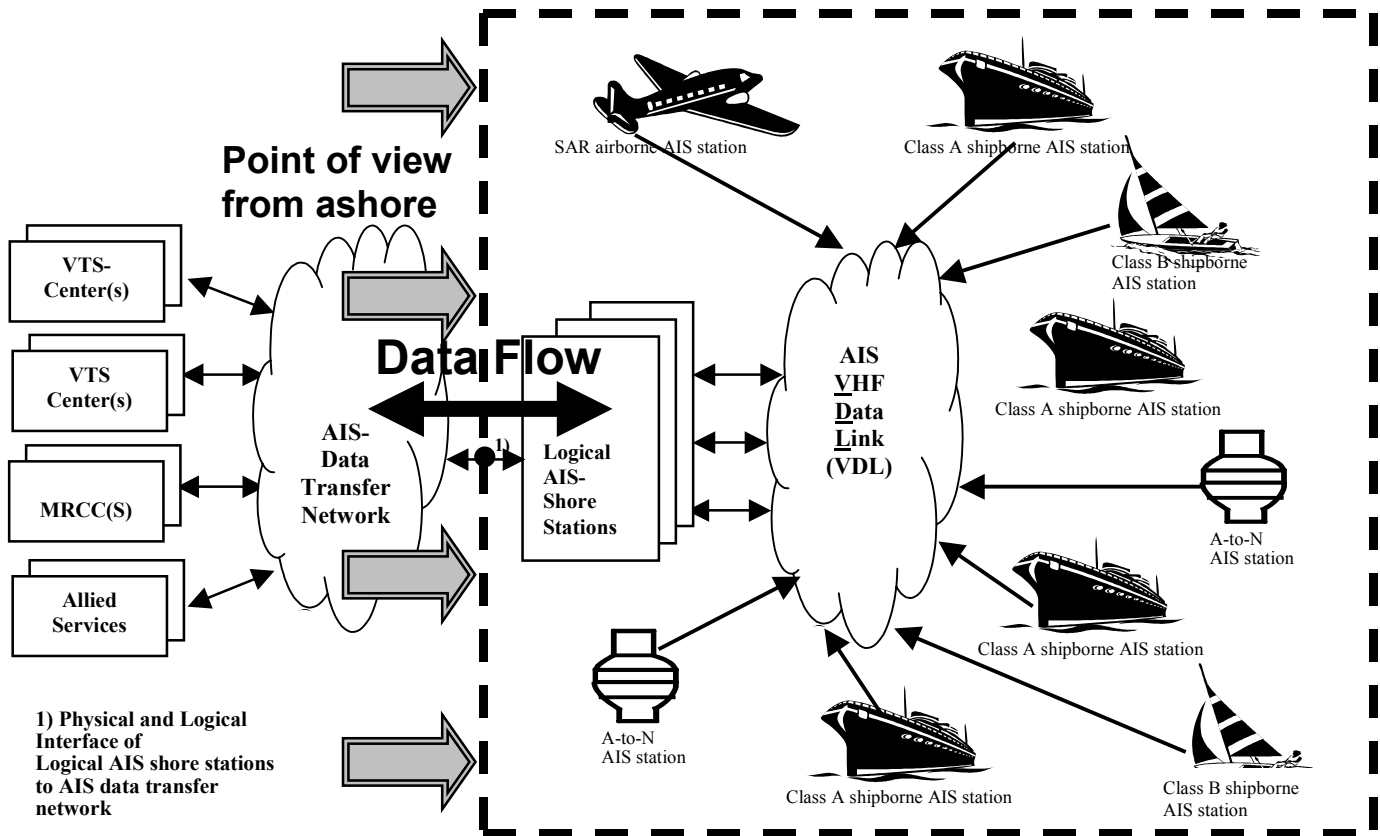 SAR airborne AIS station
Class A shipborne AIS station
Point of view
from ashore
VTS-
Center(s)
VTS
Center(s)
MRCC(S)
Allied
Services
AIS-
Data
Transfer
Network
Data Flow
1)
Logical
AIS-
Shore
Stations
AIS
VHF
Data
Link
(VDL)
Class B shipborne
AIS station
Class A shipborne AIS station
A-to-N
AIS station
Class A shipborne AIS station
A-to-N
AIS station
Class A shipborne AIS station
Class B shipborne
AIS station
1) Physical and Logical
Interface of
Logical AIS shore stations
to AIS data transfer
network